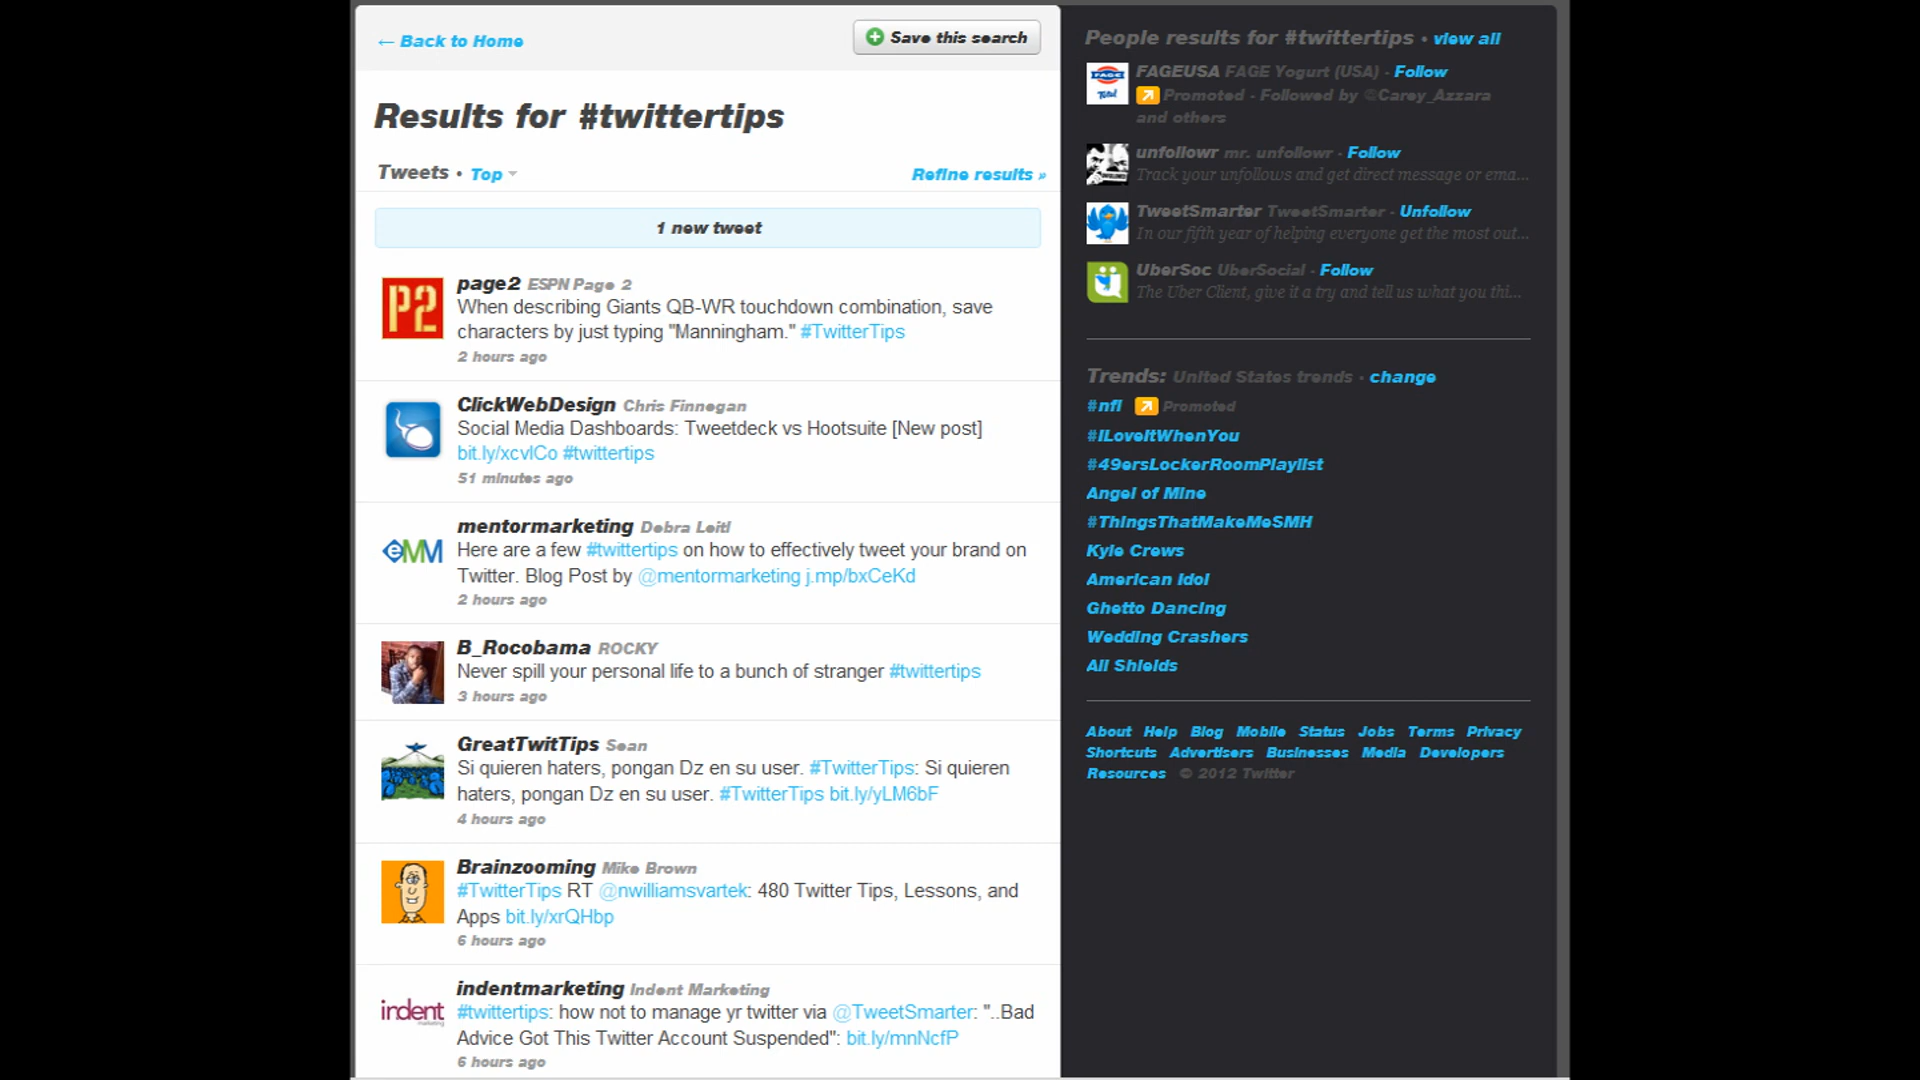 ← Back to Home
Save this search
Results for #twittertips
Tweets • Top
Refine results »
1 new tweet
P2
page2 ESPN Page 2
When describing Giants QB-WR touchdown combination, save
characters by just typing "Manningham." #TwitterTips
2 hours ago
ClickWebDesign Chris Finnegan
Social Media Dashboards: Tweetdeck vs Hootsuite [New post]
bit.ly/xcvlCo #twittertips
51 minutes ago
eMM
mentormarketing Debra Leitl
Here are a few #twittertips on how to effectively tweet your brand on
Twitter. Blog Post by @mentormarketing j.mp/bxCeKd
2 hours ago
B_Rocobama ROCKY
Never spill your personal life to a bunch of stranger #twittertips
3 hours ago
GreatTwitTips Sean
Si quieren haters, pongan Dz en su user. #TwitterTips: Si quieren
haters, pongan Dz en su user. #TwitterTips bit.ly/yLM6bF
4 hours ago
Brainzooming Mike Brown
#TwitterTips RT @nwilliamsvartek: 480 Twitter Tips, Lessons, and
Apps bit.ly/xrQHbp
6 hours ago
indent
marketing
indentmarketing Indent Marketing
#twittertips: how not to manage yr twitter via @TweetSmarter: "..Bad
Advice Got This Twitter Account Suspended": bit.ly/mnNcfP
6 hours ago
People results for #twittertips • view all
FAGE
Total
FAGEUSA FAGE Yogurt (USA) - Follow
Promoted - Followed by @Carey_Azzara
and others
unfollowr mr. unfollowr - Follow
Track your unfollows and get direct message or ema...
TweetSmarter TweetSmarter - Unfollow
In our fifth year of helping everyone get the most out...
UberSoc UberSocial - Follow
The Uber Client, give it a try and tell us what you thi...
Trends: United States trends · change
#nfl Promoted
#ILoveItWhenYou
#49ersLockerRoomPlaylist
Angel of Mine
#ThingsThatMakeMeSMH
Kyle Crews
American Idol
Ghetto Dancing
Wedding Crashers
All Shields
About Help Blog Mobile Status Jobs Terms Privacy
Shortcuts Advertisers Businesses Media Developers
Resources © 2012 Twitter